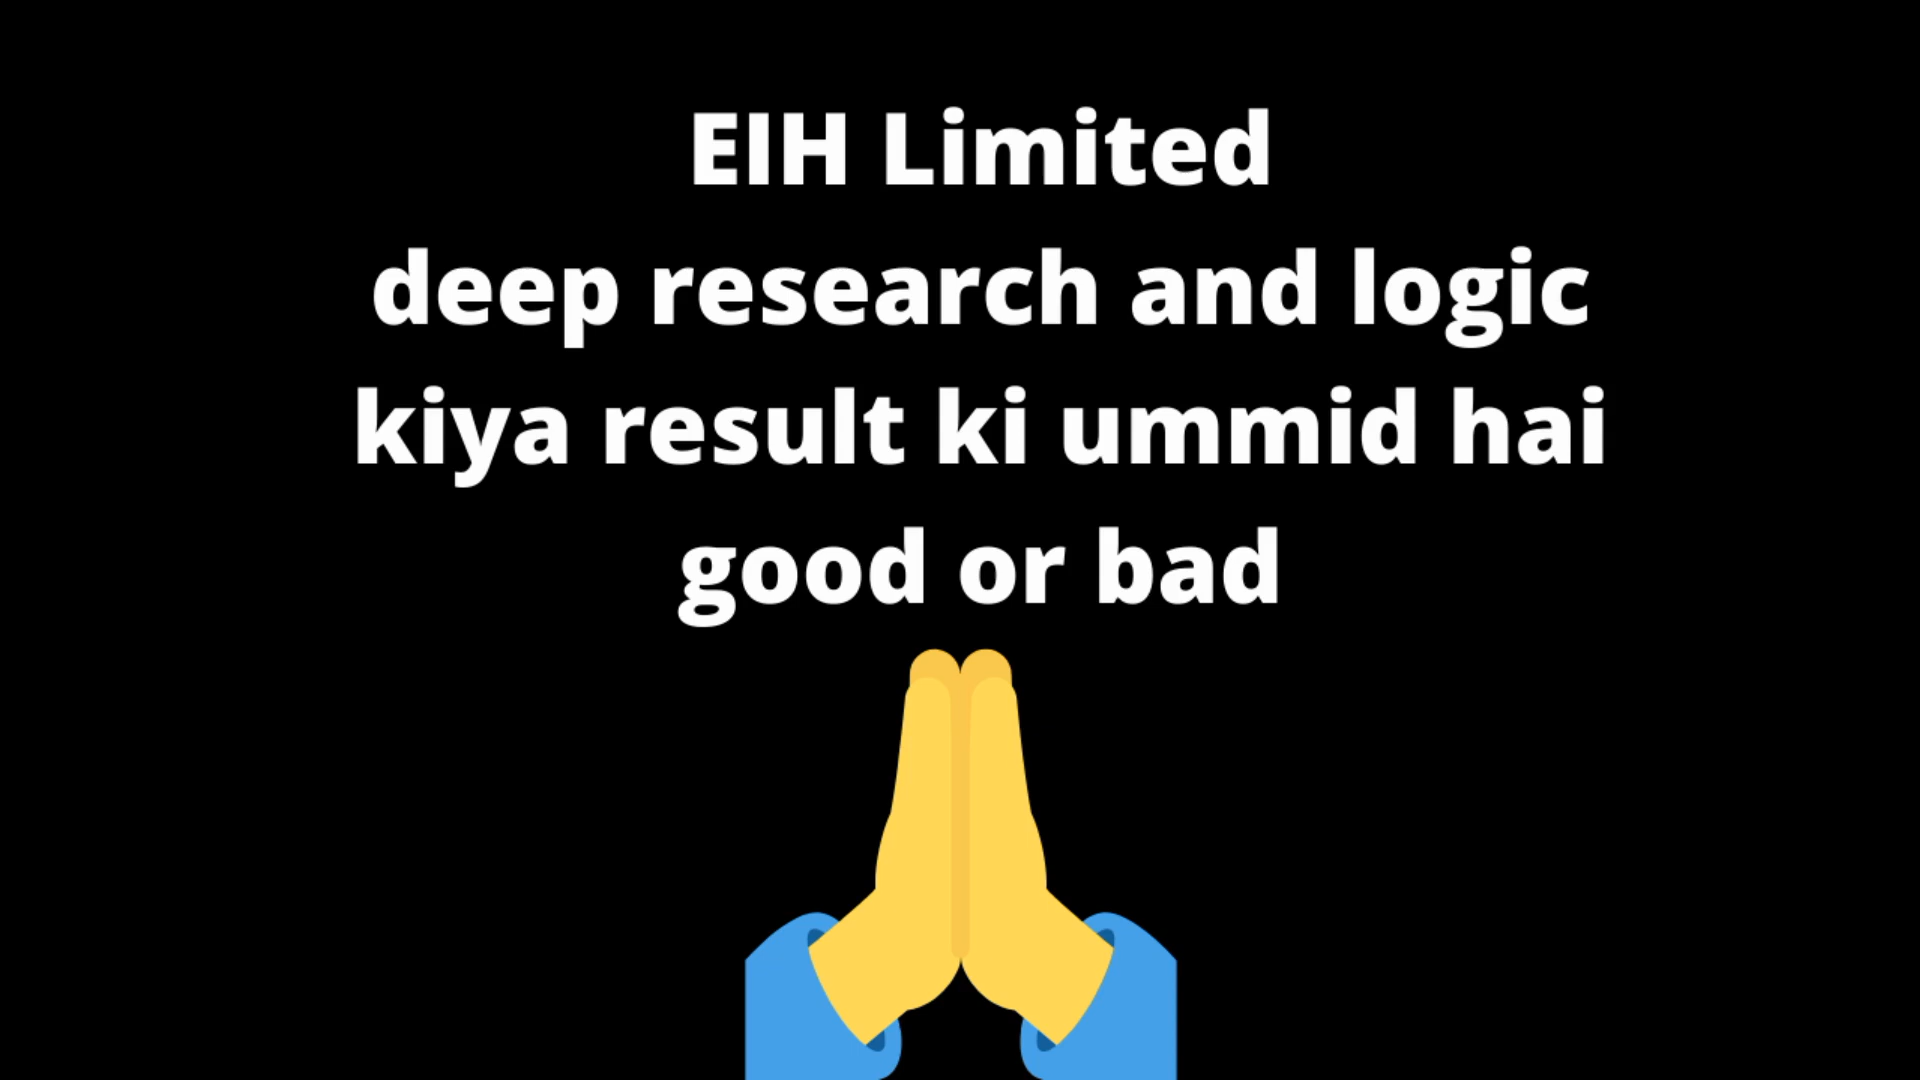 EIH Limited
deep research and logic
kiya result ki ummid hai
good or bad